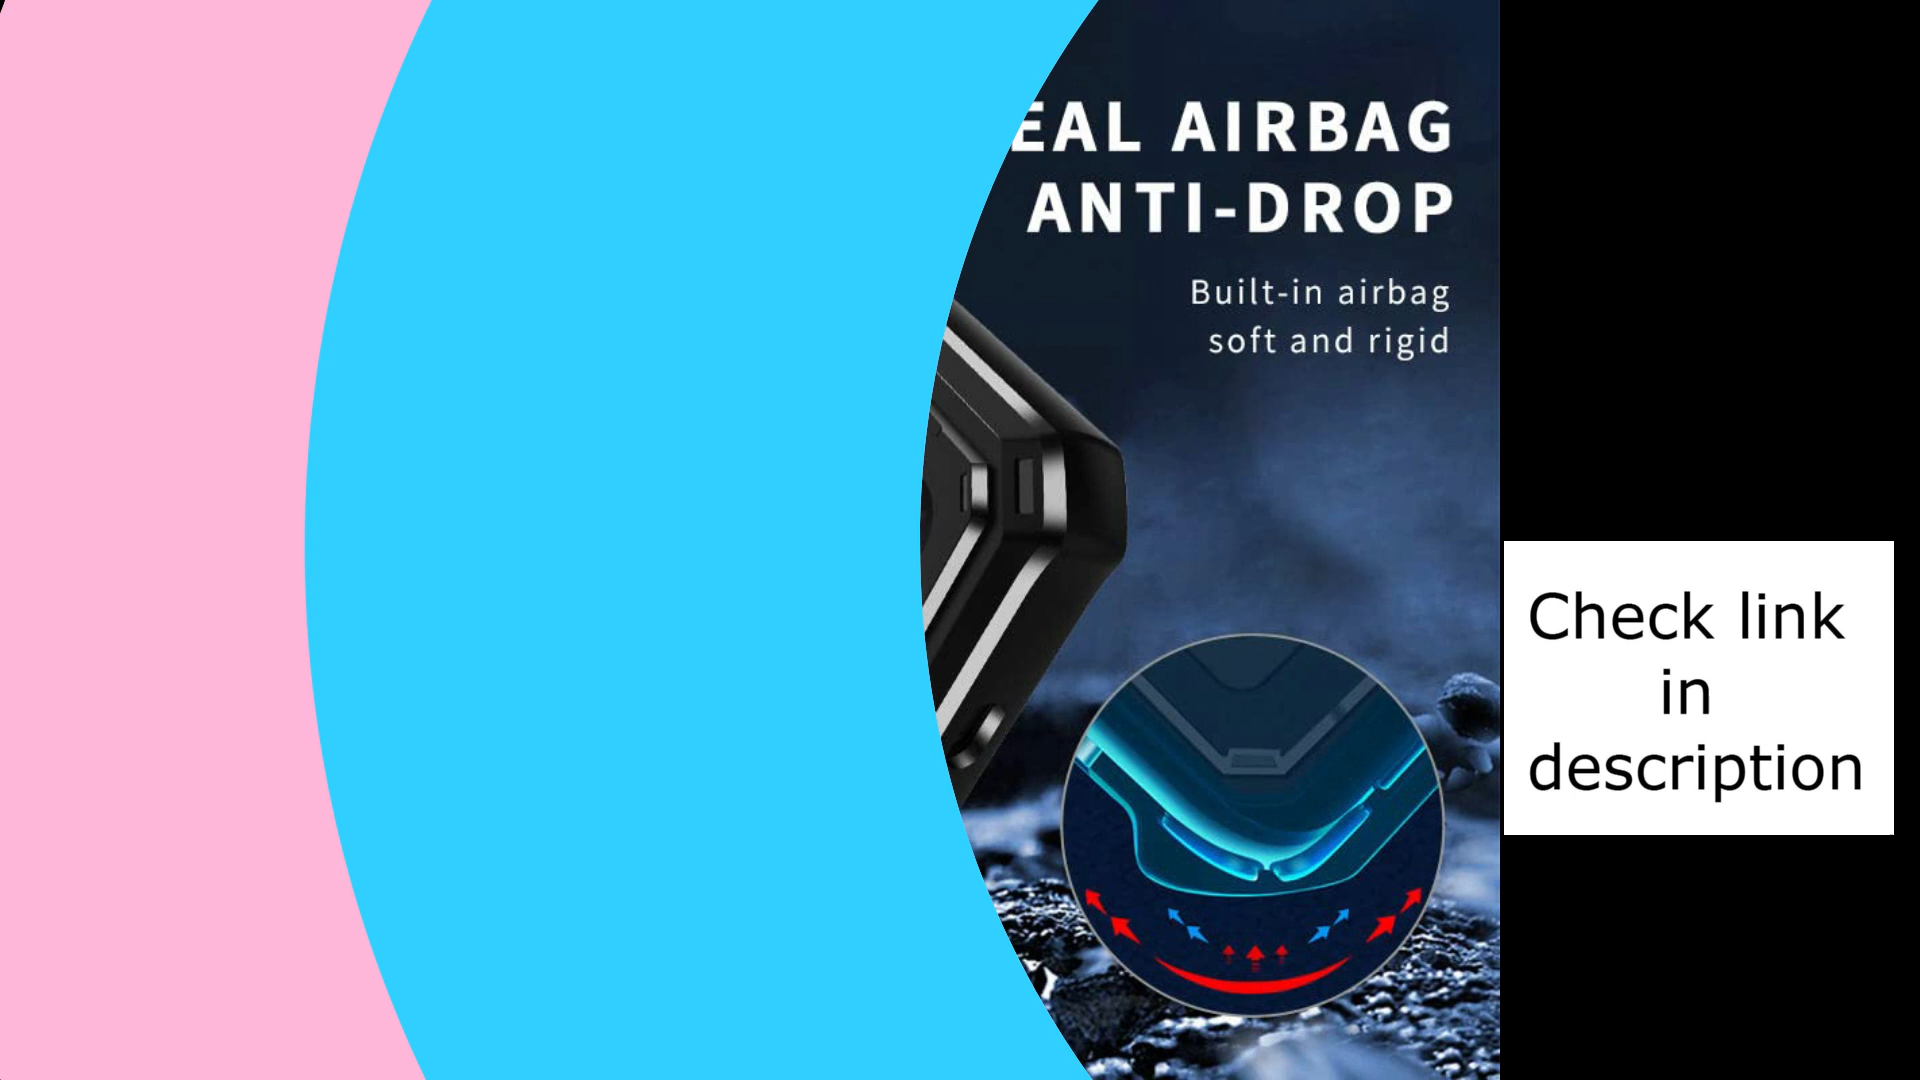 EAL AIRBAG
ANTI-DROP
Built-in airbag
soft and rigid
Check link
in
description